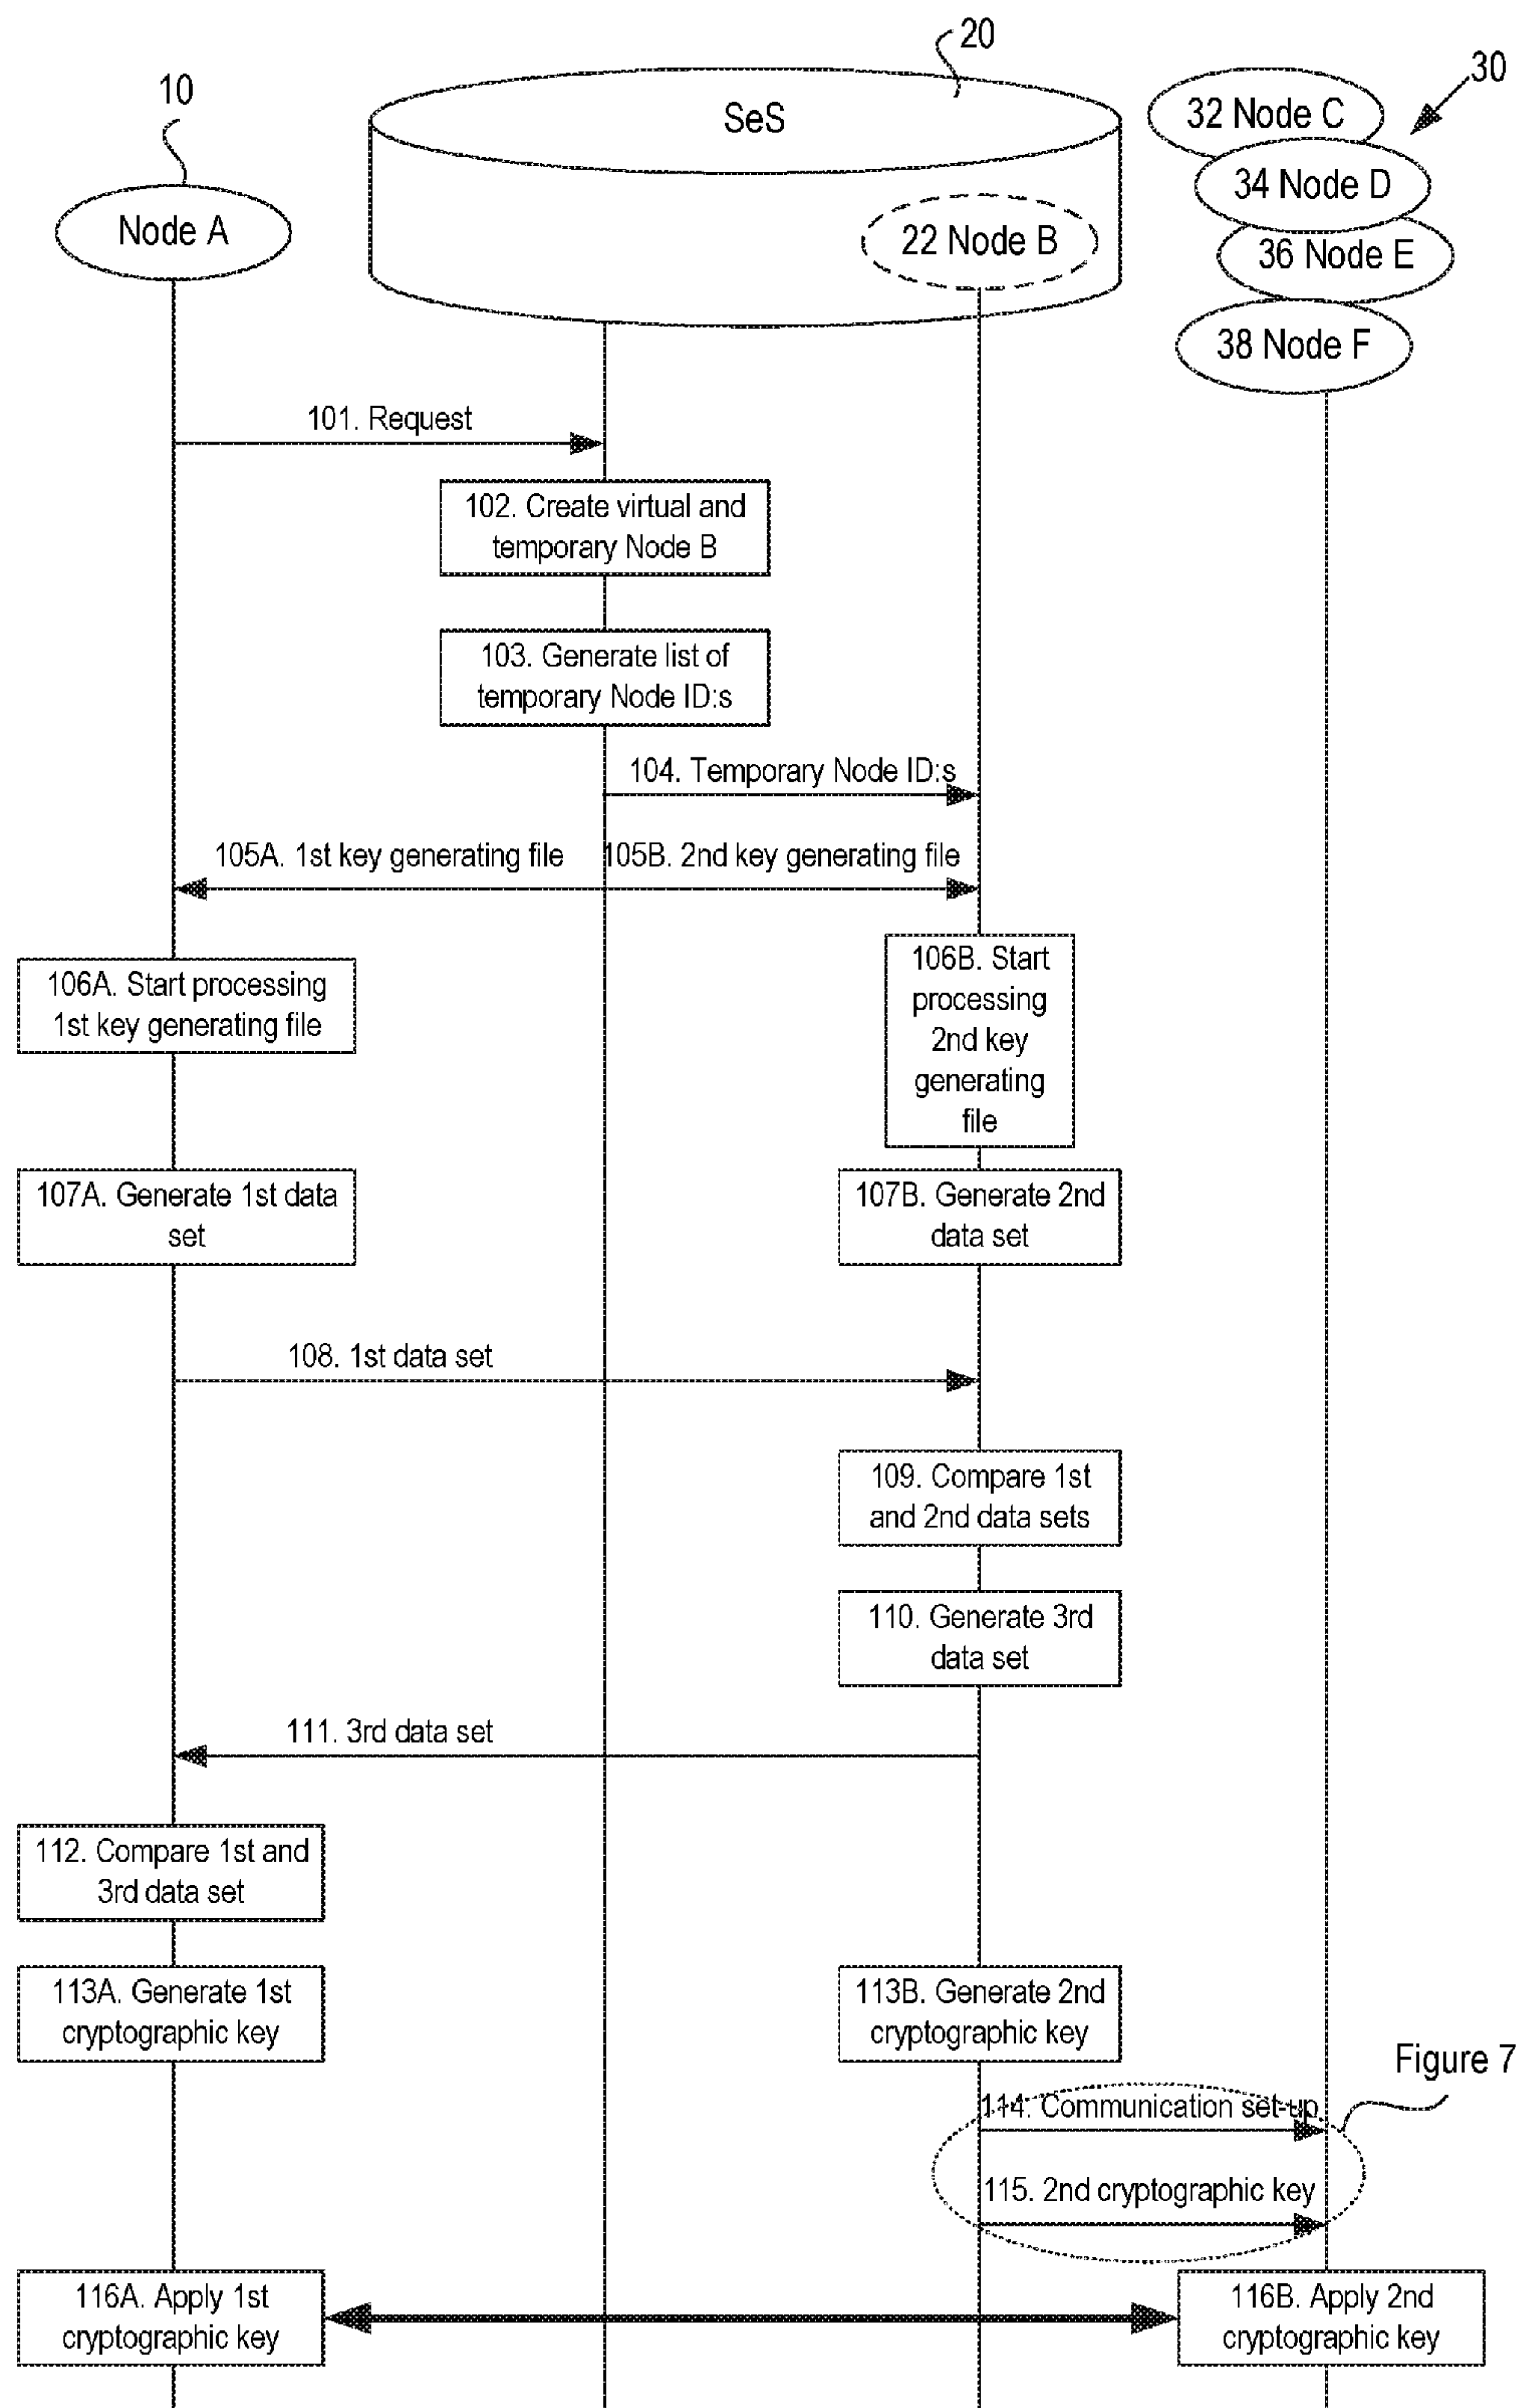 20
30
10
SeS
32 Node C
34 Node D
Node A
22 Node B
36 Node E
38 Node F
101. Request
102. Create virtual and
temporary Node B
103. Generate list of
temporary Node ID:s
104. Temporary Node ID:s
105A. 1st key generating file
105B. 2nd key generating file
106A. Start processing
1st key generating file
106B. Start
processing
2nd key
generating
file
107A. Generate 1st data
set
107B. Generate 2nd
data set
108. 1st data set
109. Compare 1st
and 2nd data sets
110. Generate 3rd
data set
111. 3rd data set
112. Compare 1st and
3rd data set
113A. Generate 1st
cryptographic key
113B. Generate 2nd
cryptographic key
Figure 7
114. Communication set-up
115. 2nd cryptographic key
116A. Apply 1st
cryptographic key
116B. Apply 2nd
cryptographic key